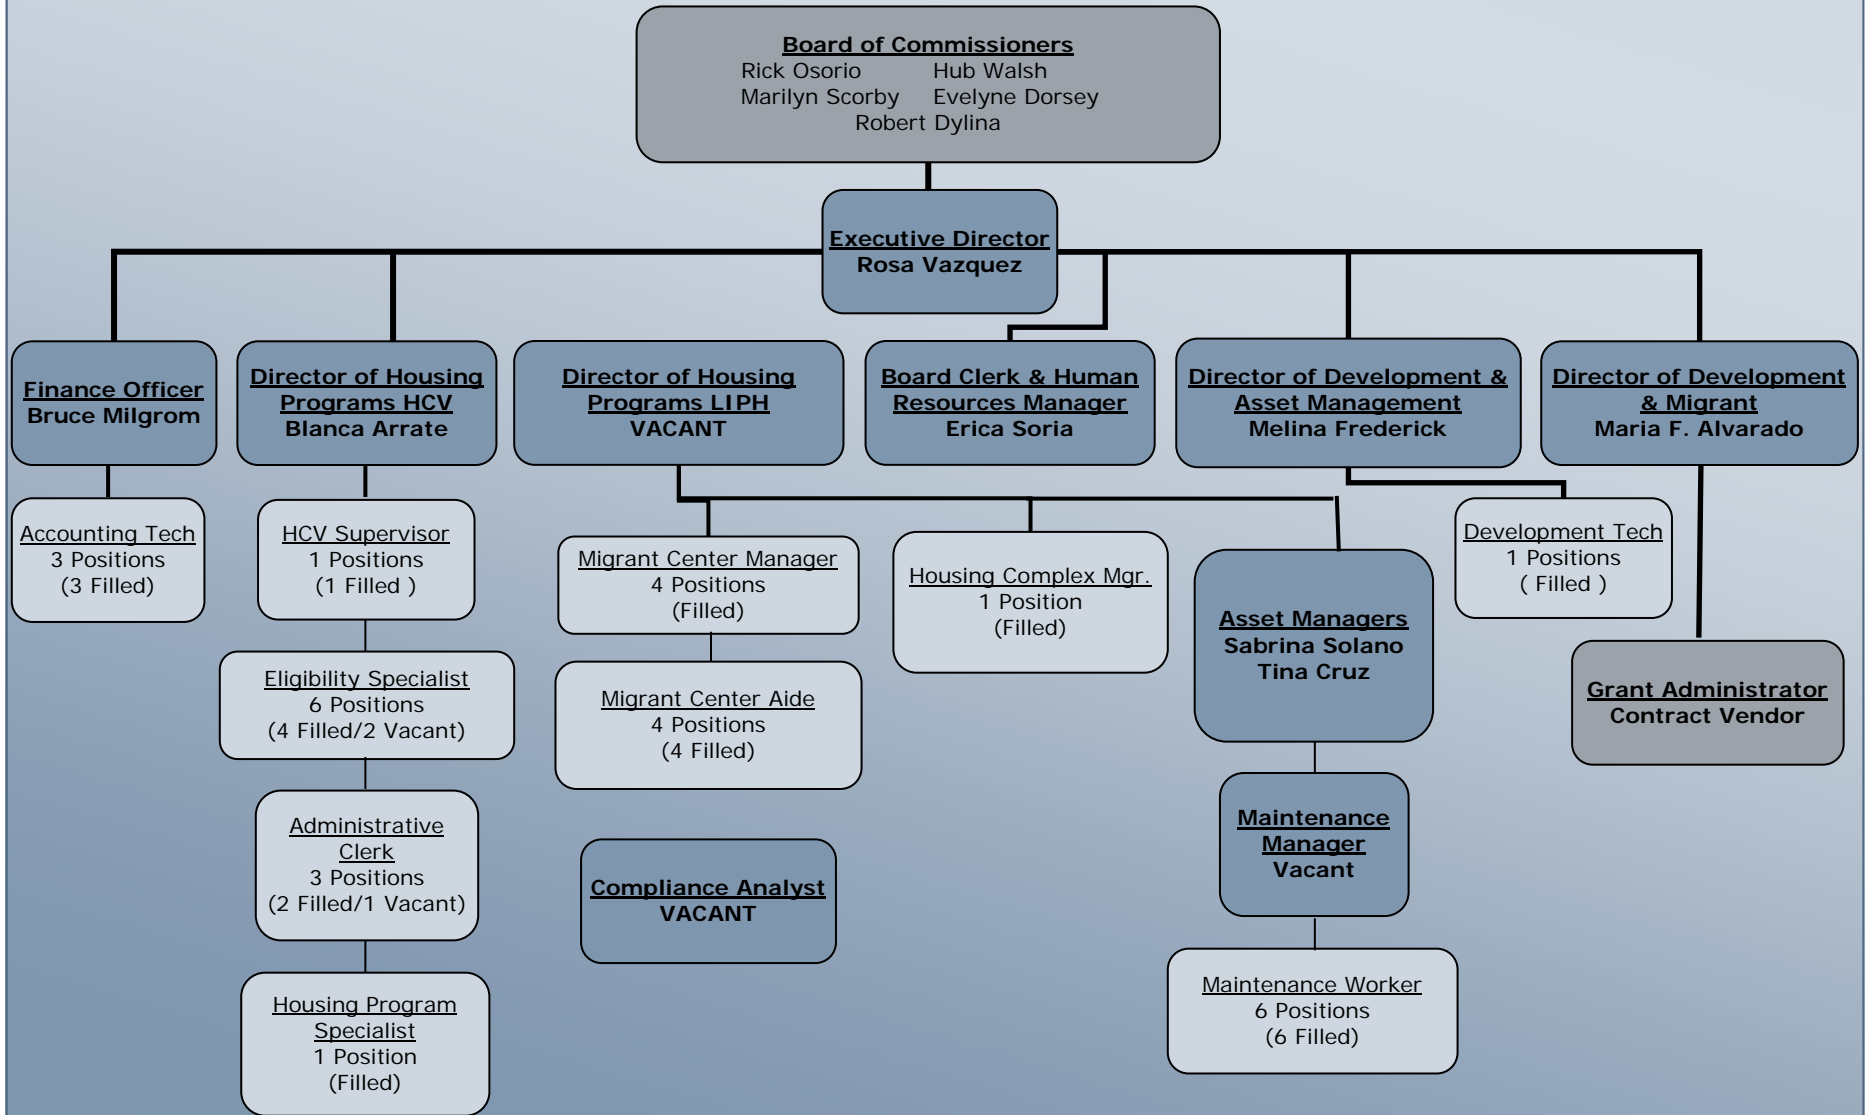 Board of Commissioners
Rick Osorio Hub Walsh
Marilyn Scorby Evelyne Dorsey
Robert Dylina
Executive Director
Rosa Vazquez
Finance Officer
Bruce Milgrom
Director of Housing
Programs HCV
Blanca Arrate
Director of Housing
Programs LIPH
VACANT
Board Clerk & Human
Resources Manager
Erica Soria
Director of Development &
Asset Management
Melina Frederick
Director of Development
& Migrant
Maria F. Alvarado
Accounting Tech
3 Positions
(3 Filled)
HCV Supervisor
1 Positions
(1 Filled )
Eligibility Specialist
6 Positions
(4 Filled/2 Vacant)
Administrative
Clerk
3 Positions
(2 Filled/1 Vacant)
Housing Program
Specialist
1 Position
(Filled)
Migrant Center Manager
4 Positions
(Filled)
Migrant Center Aide
4 Positions
(4 Filled)
Compliance Analyst
VACANT
Housing Complex Mgr.
1 Position
(Filled)
Asset Managers
Sabrina Solano
Tina Cruz
Maintenance
Manager
Vacant
Maintenance Worker
6 Positions
(6 Filled)
Development Tech
1 Positions
( Filled )
Grant Administrator
Contract Vendor